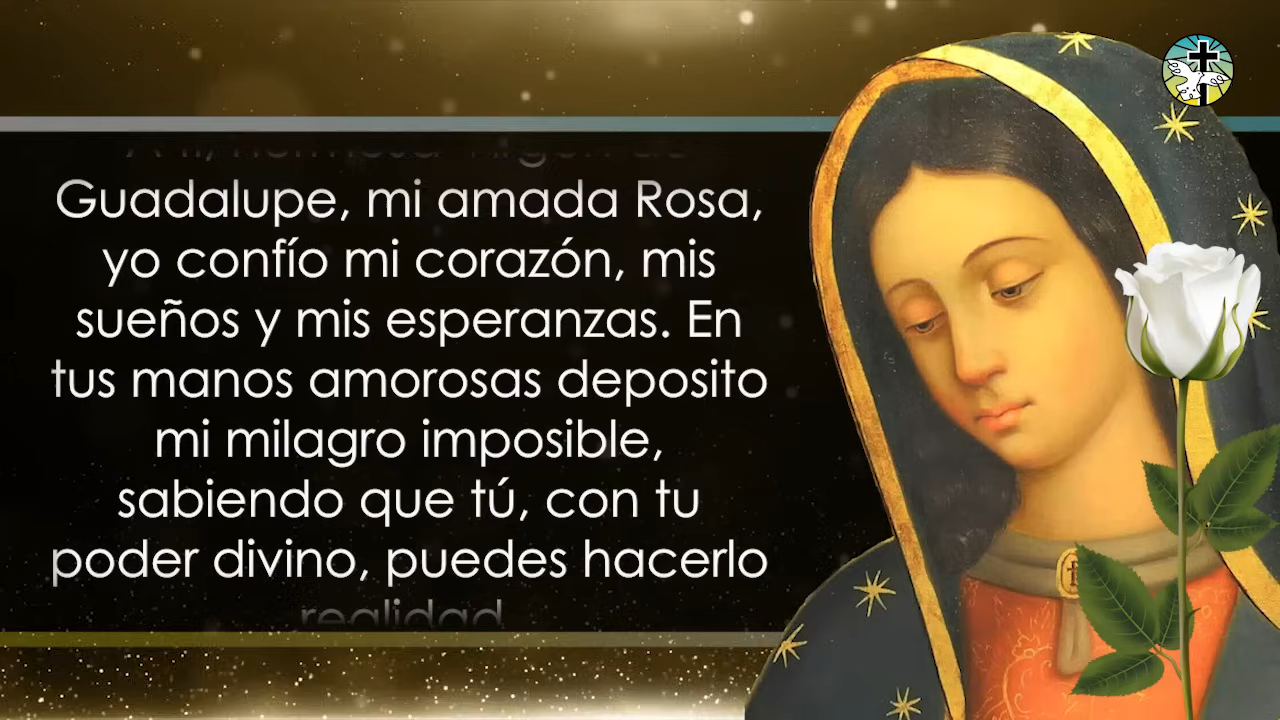 Guadalupe, mi amada Rosa,
yo confío mi corazón, mis
sueños y mis esperanzas. En
tus manos amorosas deposito
mi milagro imposible,
sabiendo que tú, con tu
poder divino, puedes hacerlo
realidad